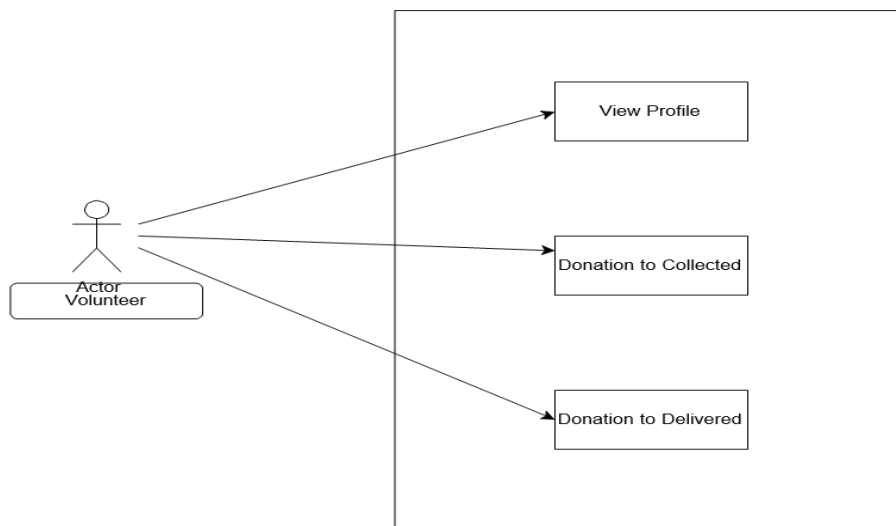 View Profile
Donation to Collected
Actor
Volunteer
Donation to Delivered